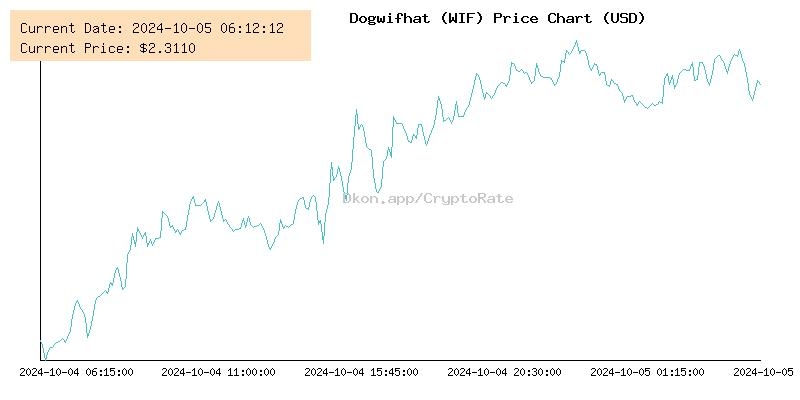 Dogwifhat (WIF) Price Chart (USD)
Current Date: 2024-10-05 06:12:12
Current Price: $2.3110
Dkon.app/CryptoRate
2024-10-04 06:15:00
2024-10-04 11:00:00
2024-10-04 15:45:00
2024-10-04 20:30:00
2024-10-05 01:15:00
2024-10-05